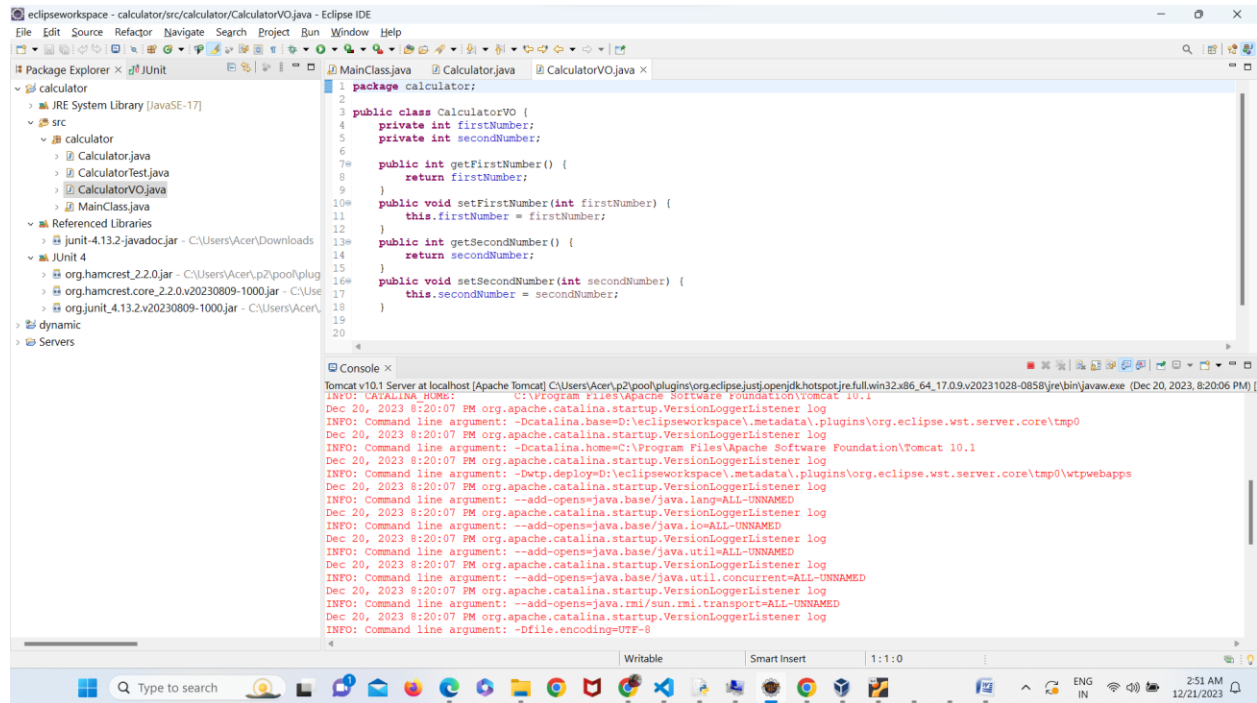 eclipseworkspace - calculator/src/calculator/CalculatorVO.java - Eclipse IDE
File Edit Source Refactor Navigate Search Project Run Window Help
Package Explorer × JUnit
calculator
JRE System Library [JavaSE-17]
src
calculator
Calculator.java
CalculatorTest.java
CalculatorVO.java
MainClass.java
Referenced Libraries
junit-4.13.2-javadoc.jar - C:\Users\Acer\Downloads
JUnit 4
org.hamcrest_2.2.0.jar - C:\Users\Acer\.p2\pool\plug
org.hamcrest.core_2.2.0.v20230809-1000.jar - C:\Use
org.junit_4.13.2.v20230809-1000.jar - C:\Users\Acer\.
dynamic
Servers
MainClass.java Calculator.java CalculatorVO.java ×
1 package calculator;
2
3 public class CalculatorVO {
4 private int firstNumber;
5 private int secondNumber;
6
7 public int getFirstNumber() {
8 return firstNumber;
9 }
10 public void setFirstNumber(int firstNumber) {
11 this.firstNumber = firstNumber;
12 }
13 public int getSecondNumber() {
14 return secondNumber;
15 }
16 public void setSecondNumber(int secondNumber) {
17 this.secondNumber = secondNumber;
18 }
19
20
Console ×
Tomcat v10.1 Server at localhost [Apache Tomcat] C:\Users\Acer\.p2\pool\plugins\org.eclipse.justj.openjdk.hotspot.jre.full.win32.x86_64_17.0.9.v20231028-0858\jre\bin\javaw.exe (Dec 20, 2023, 8:20:06 PM) [
INFO: CATALINA_HOME: C:\Program Files\Apache Software Foundation\Tomcat 10.1
Dec 20, 2023 8:20:07 PM org.apache.catalina.startup.VersionLoggerListener log
INFO: Command line argument: -Dcatalina.base=D:\eclipseworkspace\.metadata\.plugins\org.eclipse.wst.server.core\tmp0
Dec 20, 2023 8:20:07 PM org.apache.catalina.startup.VersionLoggerListener log
INFO: Command line argument: -Dcatalina.home=C:\Program Files\Apache Software Foundation\Tomcat 10.1
Dec 20, 2023 8:20:07 PM org.apache.catalina.startup.VersionLoggerListener log
INFO: Command line argument: -Dwtp.deploy=D:\eclipseworkspace\.metadata\.plugins\org.eclipse.wst.server.core\tmp0\wtpwebapps
Dec 20, 2023 8:20:07 PM org.apache.catalina.startup.VersionLoggerListener log
INFO: Command line argument: --add-opens=java.base/java.lang=ALL-UNNAMED
Dec 20, 2023 8:20:07 PM org.apache.catalina.startup.VersionLoggerListener log
INFO: Command line argument: --add-opens=java.base/java.io=ALL-UNNAMED
Dec 20, 2023 8:20:07 PM org.apache.catalina.startup.VersionLoggerListener log
INFO: Command line argument: --add-opens=java.base/java.util=ALL-UNNAMED
Dec 20, 2023 8:20:07 PM org.apache.catalina.startup.VersionLoggerListener log
INFO: Command line argument: --add-opens=java.base/java.util.concurrent=ALL-UNNAMED
Dec 20, 2023 8:20:07 PM org.apache.catalina.startup.VersionLoggerListener log
INFO: Command line argument: --add-opens=java.rmi/sun.rmi.transport=ALL-UNNAMED
Dec 20, 2023 8:20:07 PM org.apache.catalina.startup.VersionLoggerListener log
INFO: Command line argument: -Dfile.encoding=UTF-8
Writable Smart Insert 1:1:0
Type to search ENG IN 2:51 AM 12/21/2023